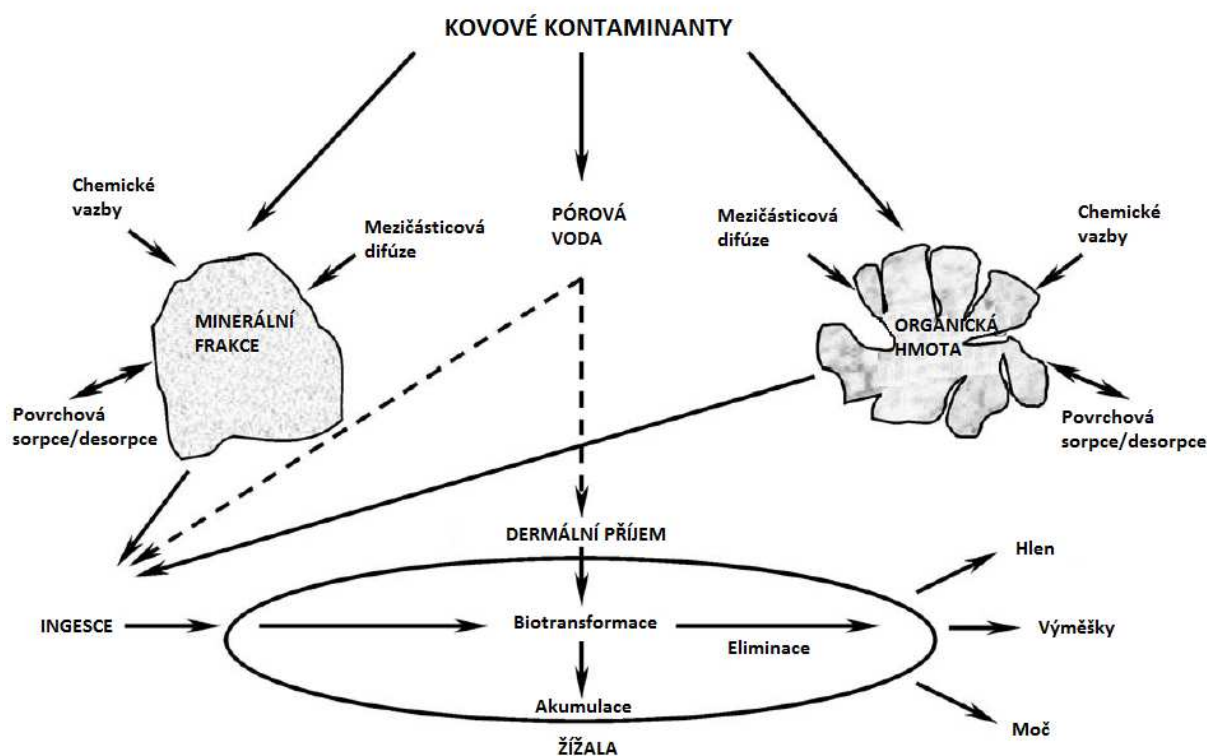 KOVOVÉ KONTAMINANTY
Chemické
vazby
Mezičásticová
difúze
PÓROVÁ
VODA
Mezičásticová
difúze
Chemické
vazby
MINERÁLNÍ
FRAKCE
ORGANICKÁ
HMOTA
Povrchová
sorpce/desorpce
Povrchová
sorpce/desorpce
DERMÁLNÍ PŘÍJEM
Hlen
INGESCE
Biotransformace
Eliminace
Výměšky
Akumulace
Moč
ŽÍŽALA